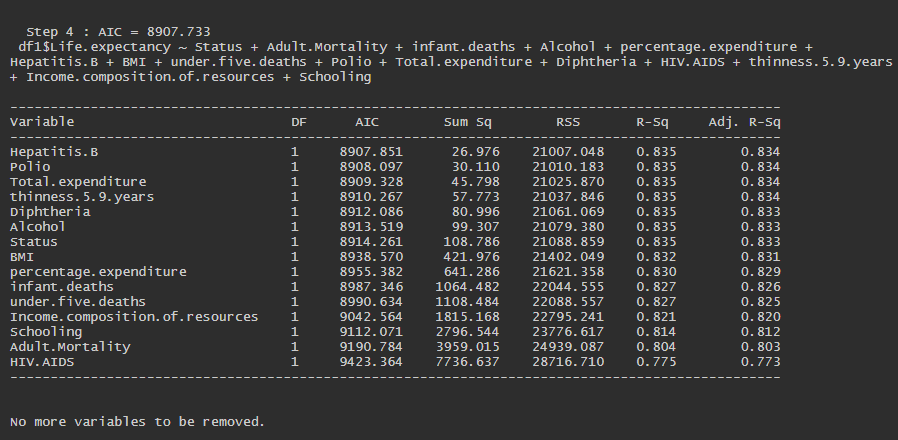 Step 4 : AIC = 8907.733
df1$Life.expectancy ~ Status + Adult.Mortality + infant.deaths + Alcohol + percentage.expenditure +
Hepatitis.B + BMI + under.five.deaths + Polio + Total.expenditure + Diphtheria + HIV.AIDS + thinness.5.9.years
+ Income.composition.of.resources + Schooling
--------------------------------------------------------------------------------------
Variable DF AIC Sum Sq RSS R-Sq Adj. R-Sq
--------------------------------------------------------------------------------------
Hepatitis.B 1 8907.851 26.976 21007.048 0.835 0.834
Polio 1 8908.097 30.110 21010.183 0.835 0.834
Total.expenditure 1 8909.328 45.798 21025.870 0.835 0.834
thinness.5.9.years 1 8910.267 57.773 21037.846 0.835 0.834
Diphtheria 1 8912.086 80.996 21061.069 0.835 0.833
Alcohol 1 8913.519 99.307 21079.380 0.835 0.833
Status 1 8914.261 108.786 21088.859 0.835 0.833
BMI 1 8938.570 421.976 21402.049 0.832 0.831
percentage.expenditure 1 8955.382 641.286 21621.358 0.830 0.829
infant.deaths 1 8987.346 1064.482 22044.555 0.827 0.826
under.five.deaths 1 8990.634 1108.484 22088.557 0.827 0.825
Income.composition.of.resources 1 9042.564 1815.168 22795.241 0.821 0.820
Schooling 1 9112.071 2796.544 23776.617 0.814 0.812
Adult.Mortality 1 9190.784 3959.015 24939.087 0.804 0.803
HIV.AIDS 1 9423.364 7736.637 28716.710 0.775 0.773
--------------------------------------------------------------------------------------
No more variables to be removed.